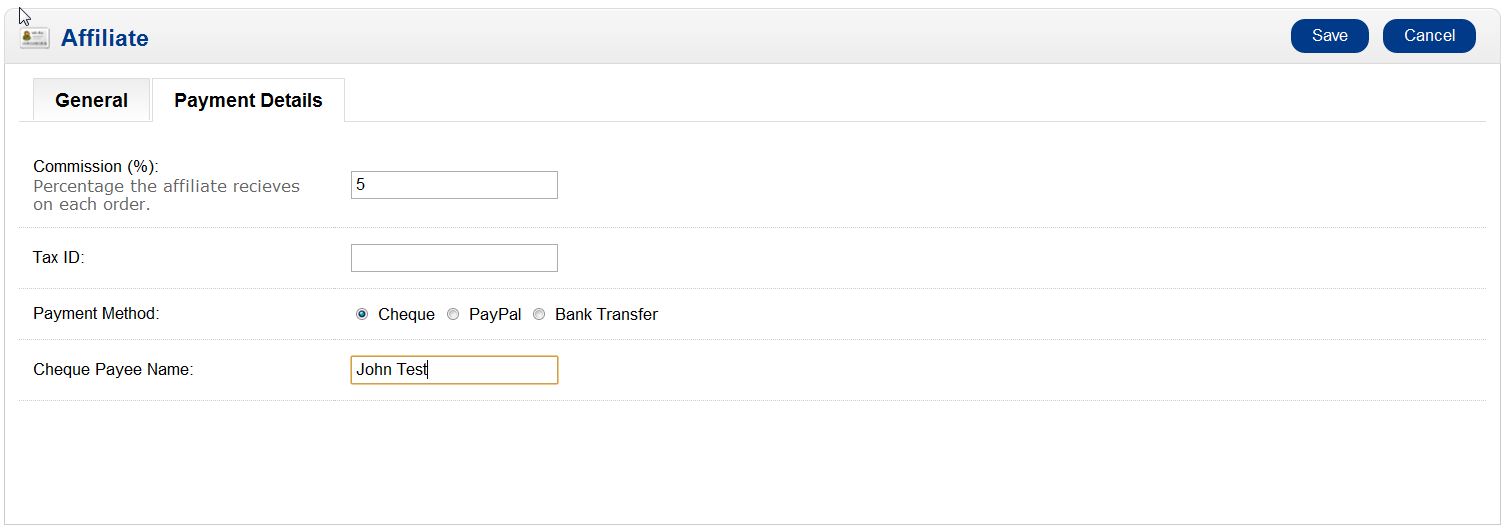 Affiliate
Save
Cancel
General
Payment Details
Commission (%):
Percentage the affiliate recieves
on each order.
5
Tax ID:
Payment Method:
Cheque
PayPal
Bank Transfer
Cheque Payee Name:
John Test